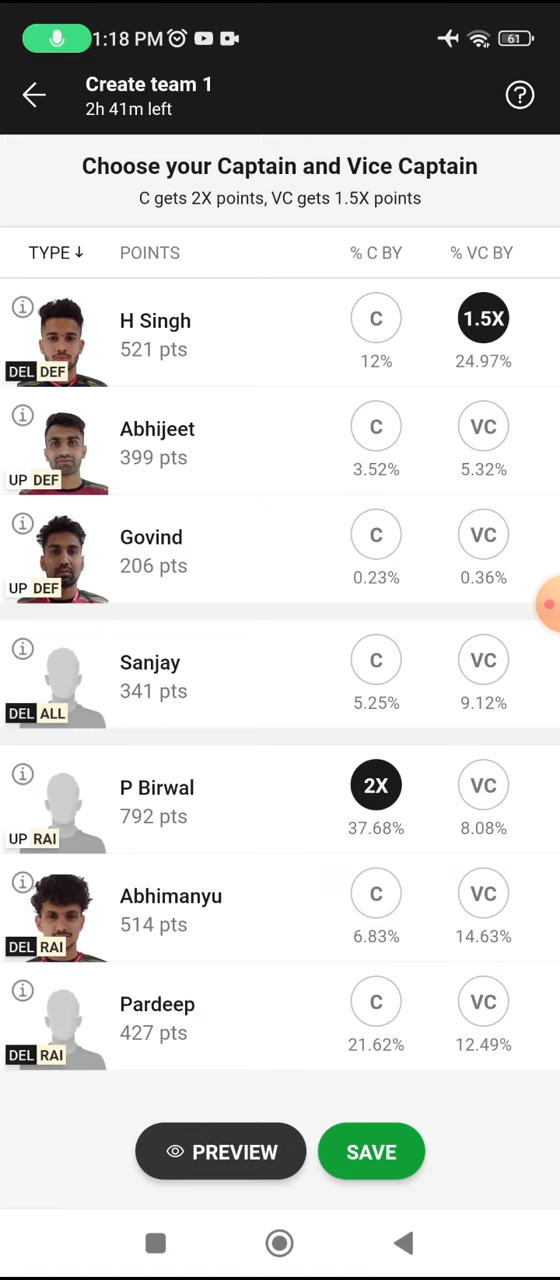 1:18 PM
61
Create team 1
2h 41m left
?
Choose your Captain and Vice Captain
C gets 2X points, VC gets 1.5X points
TYPE↓ POINTS % C BY % VC BY
i H Singh C 1.5X
521 pts 12% 24.97%
DEL DEF
i Abhijeet C VC
399 pts 3.52% 5.32%
UP DEF
i Govind C VC
206 pts 0.23% 0.36%
UP DEF
i Sanjay C VC
341 pts 5.25% 9.12%
DEL ALL
i P Birwal 2X VC
792 pts 37.68% 8.08%
UP RAI
i Abhimanyu C VC
514 pts 6.83% 14.63%
DEL RAI
i Pardeep C VC
427 pts 21.62% 12.49%
DEL RAI
PREVIEW SAVE